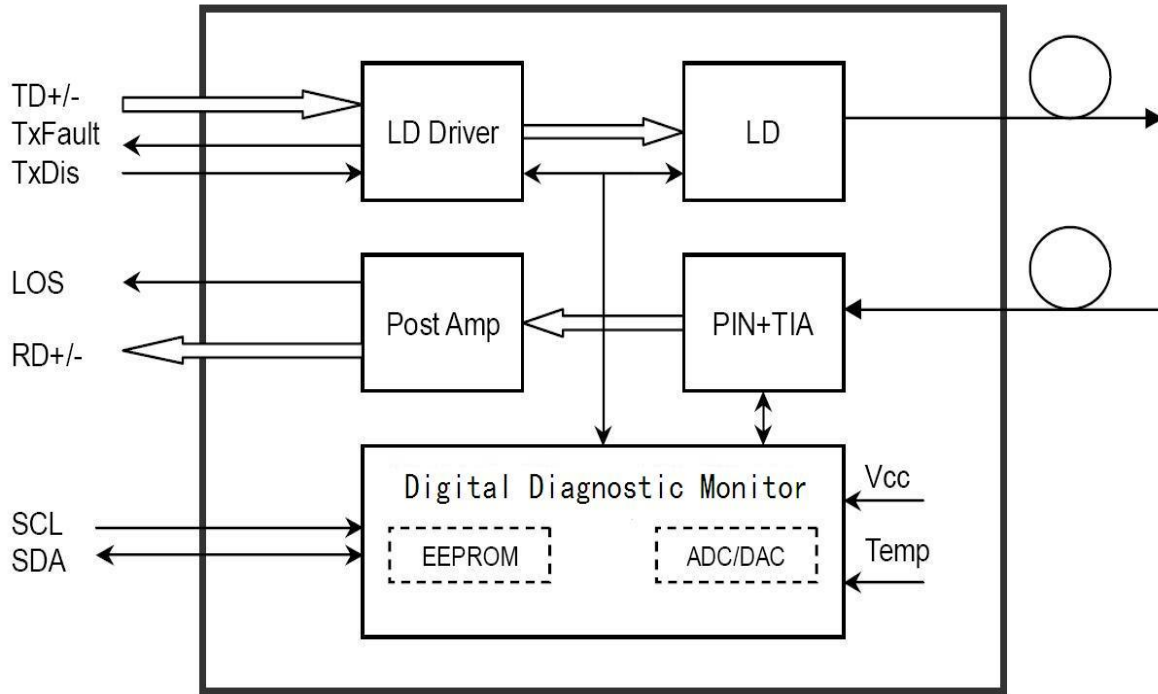 TD+/-
TxFault
TxDis
LD Driver
LD
LOS
RD+/-
Post Amp
PIN+TIA
Digital Diagnostic Monitor
EEPROM
ADC/DAC
Vcc
Temp
SCL
SDA